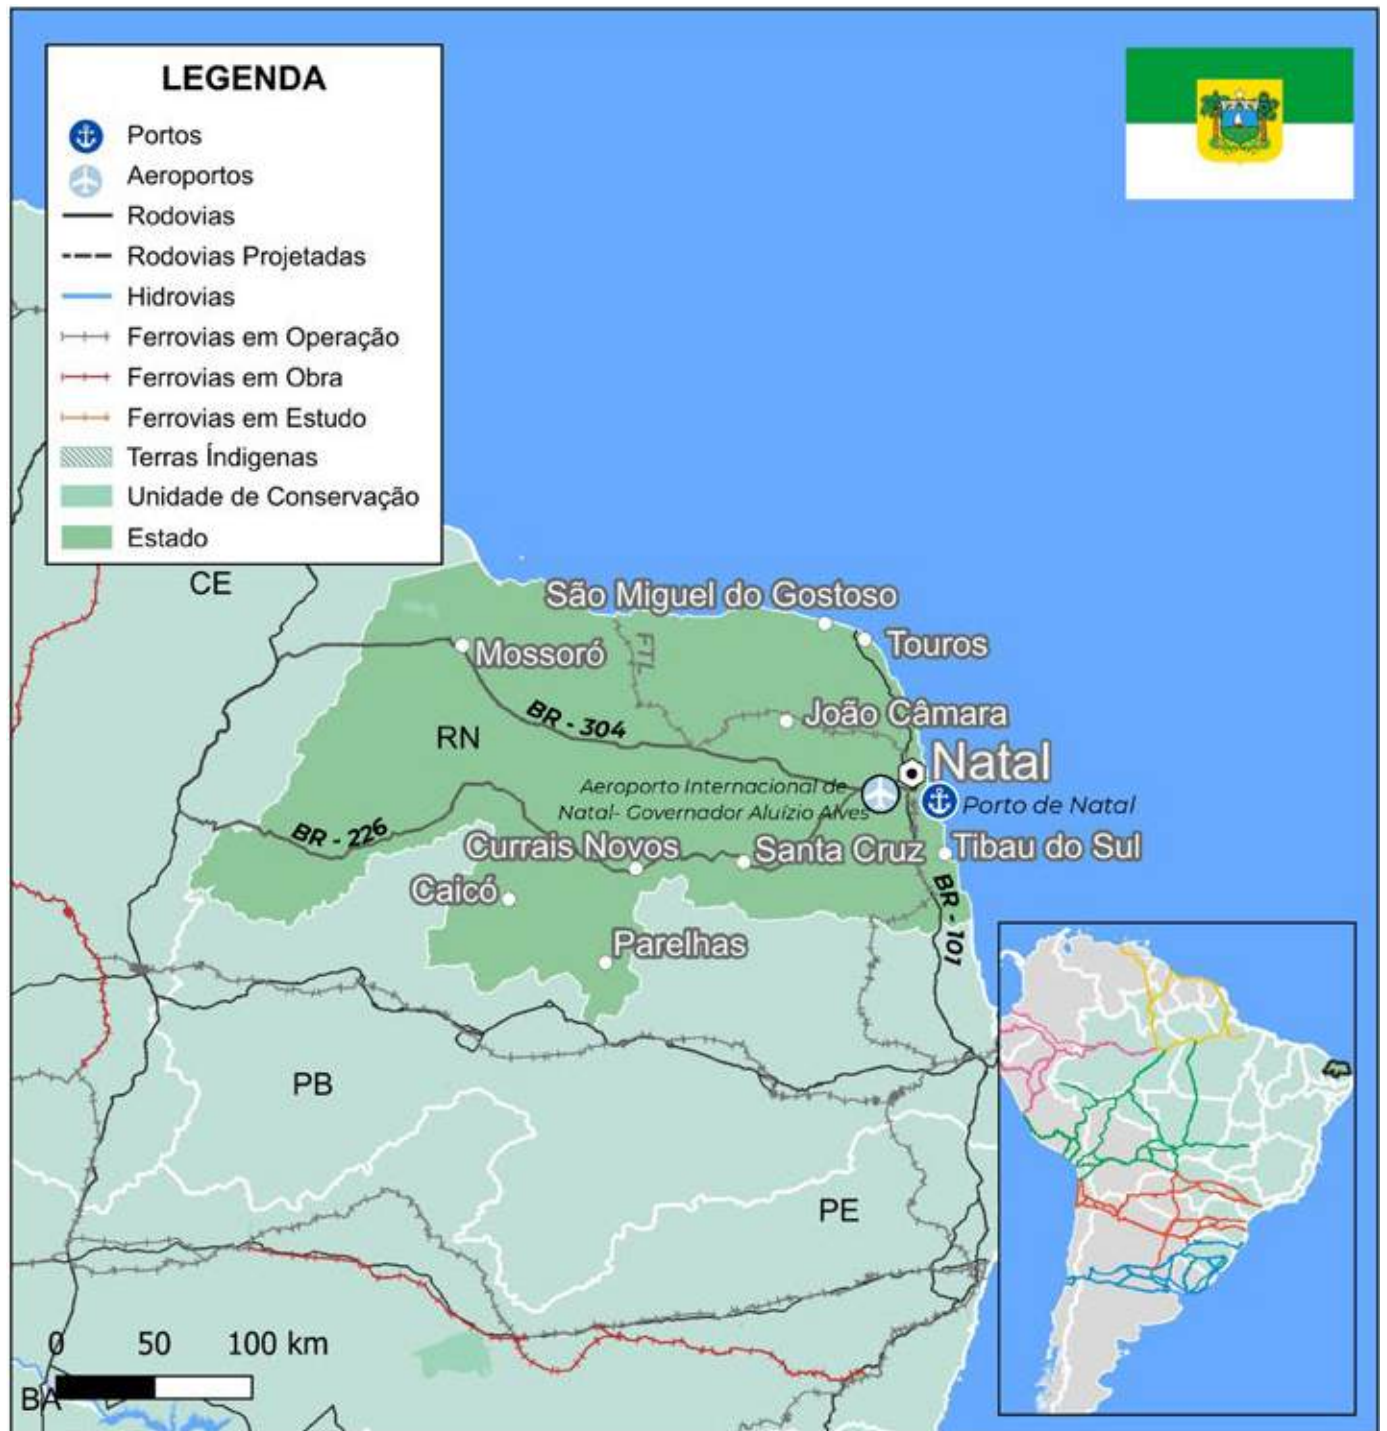 LEGENDA
Portos
Aeroportos
Rodovias
Rodovias Projetadas
Hidrovias
Ferrovias em Operação
Ferrovias em Obra
Ferrovias em Estudo
Terras Índigenas
Unidade de Conservação
Estado
CE
São Miguel do Gostoso
Touros
Mossoró
FTL
João Câmara
BR - 304
RN
Natal
Aeroporto Internacional de
Natal- Governador Aluízio Alves
Porto de Natal
BR - 226
Currais Novos
Santa Cruz
Tibau do Sul
Caicó
BR - 101
Parelhas
PB
PE
0 50 100 km
BA